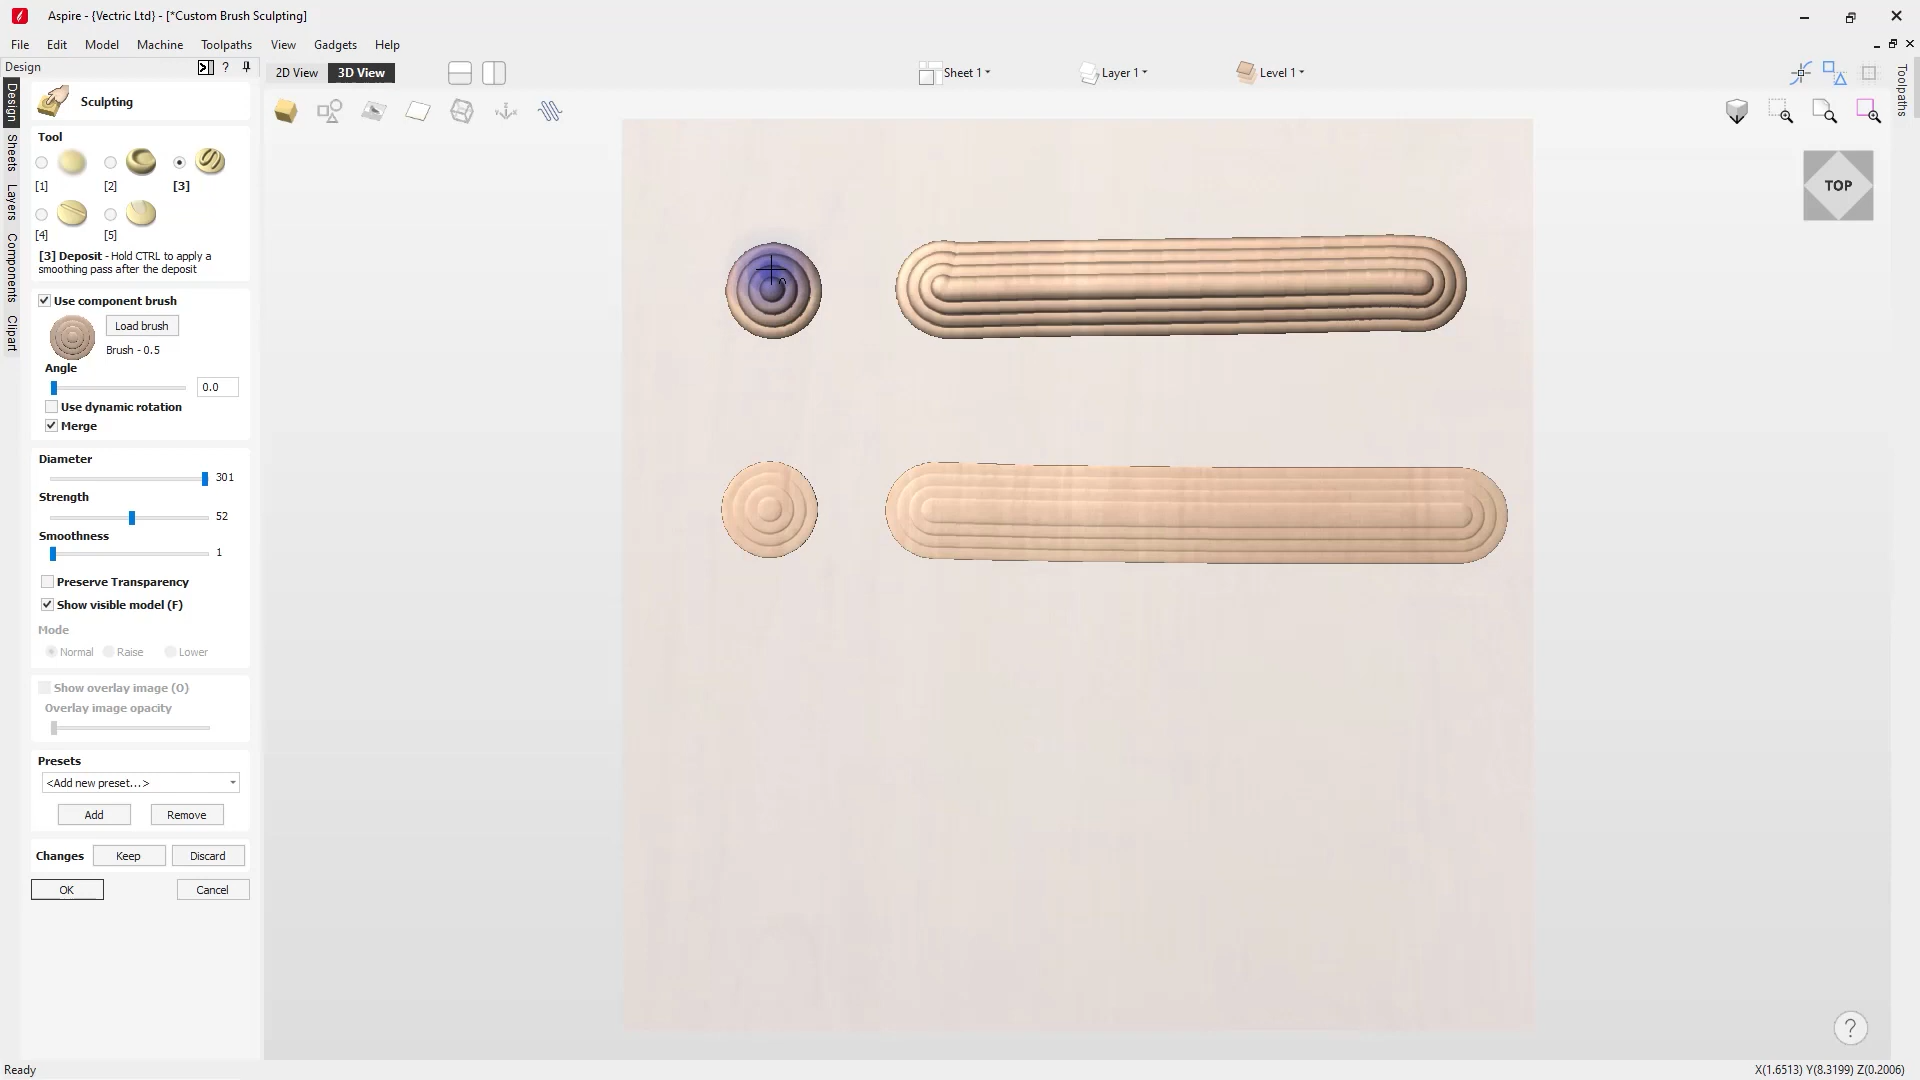 Aspire - {Vectric Ltd} - [*Custom Brush Sculpting]
File Edit Model Machine Toolpaths View Gadgets Help
Design ?
2D View 3D View Sheet 1 Layer 1 Level 1
Toolpaths
Design
Sheets
Layers
Components
Clipart
Sculpting
Tool
[1] [2] [3]
[4] [5]
[3] Deposit - Hold CTRL to apply a
smoothing pass after the deposit
Use component brush
Load brush
Brush - 0.5
Angle
0.0
Use dynamic rotation
Merge
Diameter
301
Strength
52
Smoothness
1
Preserve Transparency
Show visible model (F)
Mode
Normal Raise Lower
Show overlay image (O)
Overlay image opacity
Presets
<Add new preset...>
Add Remove
Changes Keep Discard
OK Cancel
TOP
?
Ready X(1.6513) Y(8.3199) Z(0.2006)